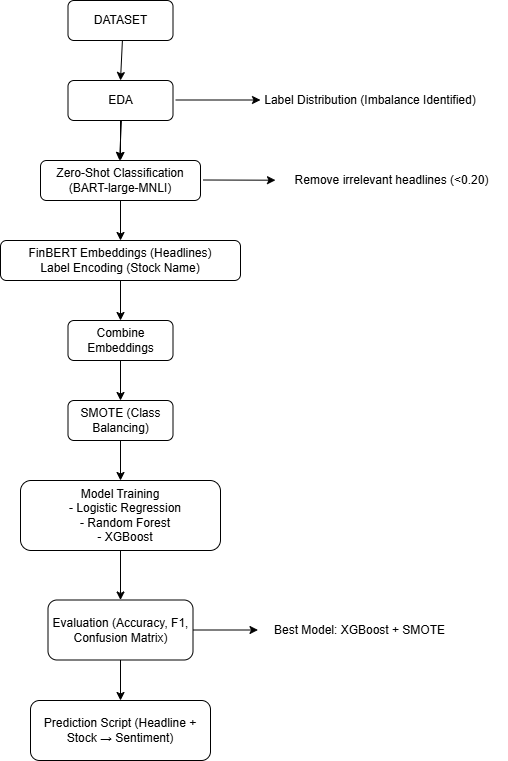 DATASET
EDA
Label Distribution (Imbalance Identified)
Zero-Shot Classification
(BART-large-MNLI)
Remove irrelevant headlines (<0.20)
FinBERT Embeddings (Headlines)
Label Encoding (Stock Name)
Combine
Embeddings
SMOTE (Class
Balancing)
Model Training
- Logistic Regression
- Random Forest
- XGBoost
Evaluation (Accuracy, F1,
Confusion Matrix)
Best Model: XGBoost + SMOTE
Prediction Script (Headline +
Stock → Sentiment)